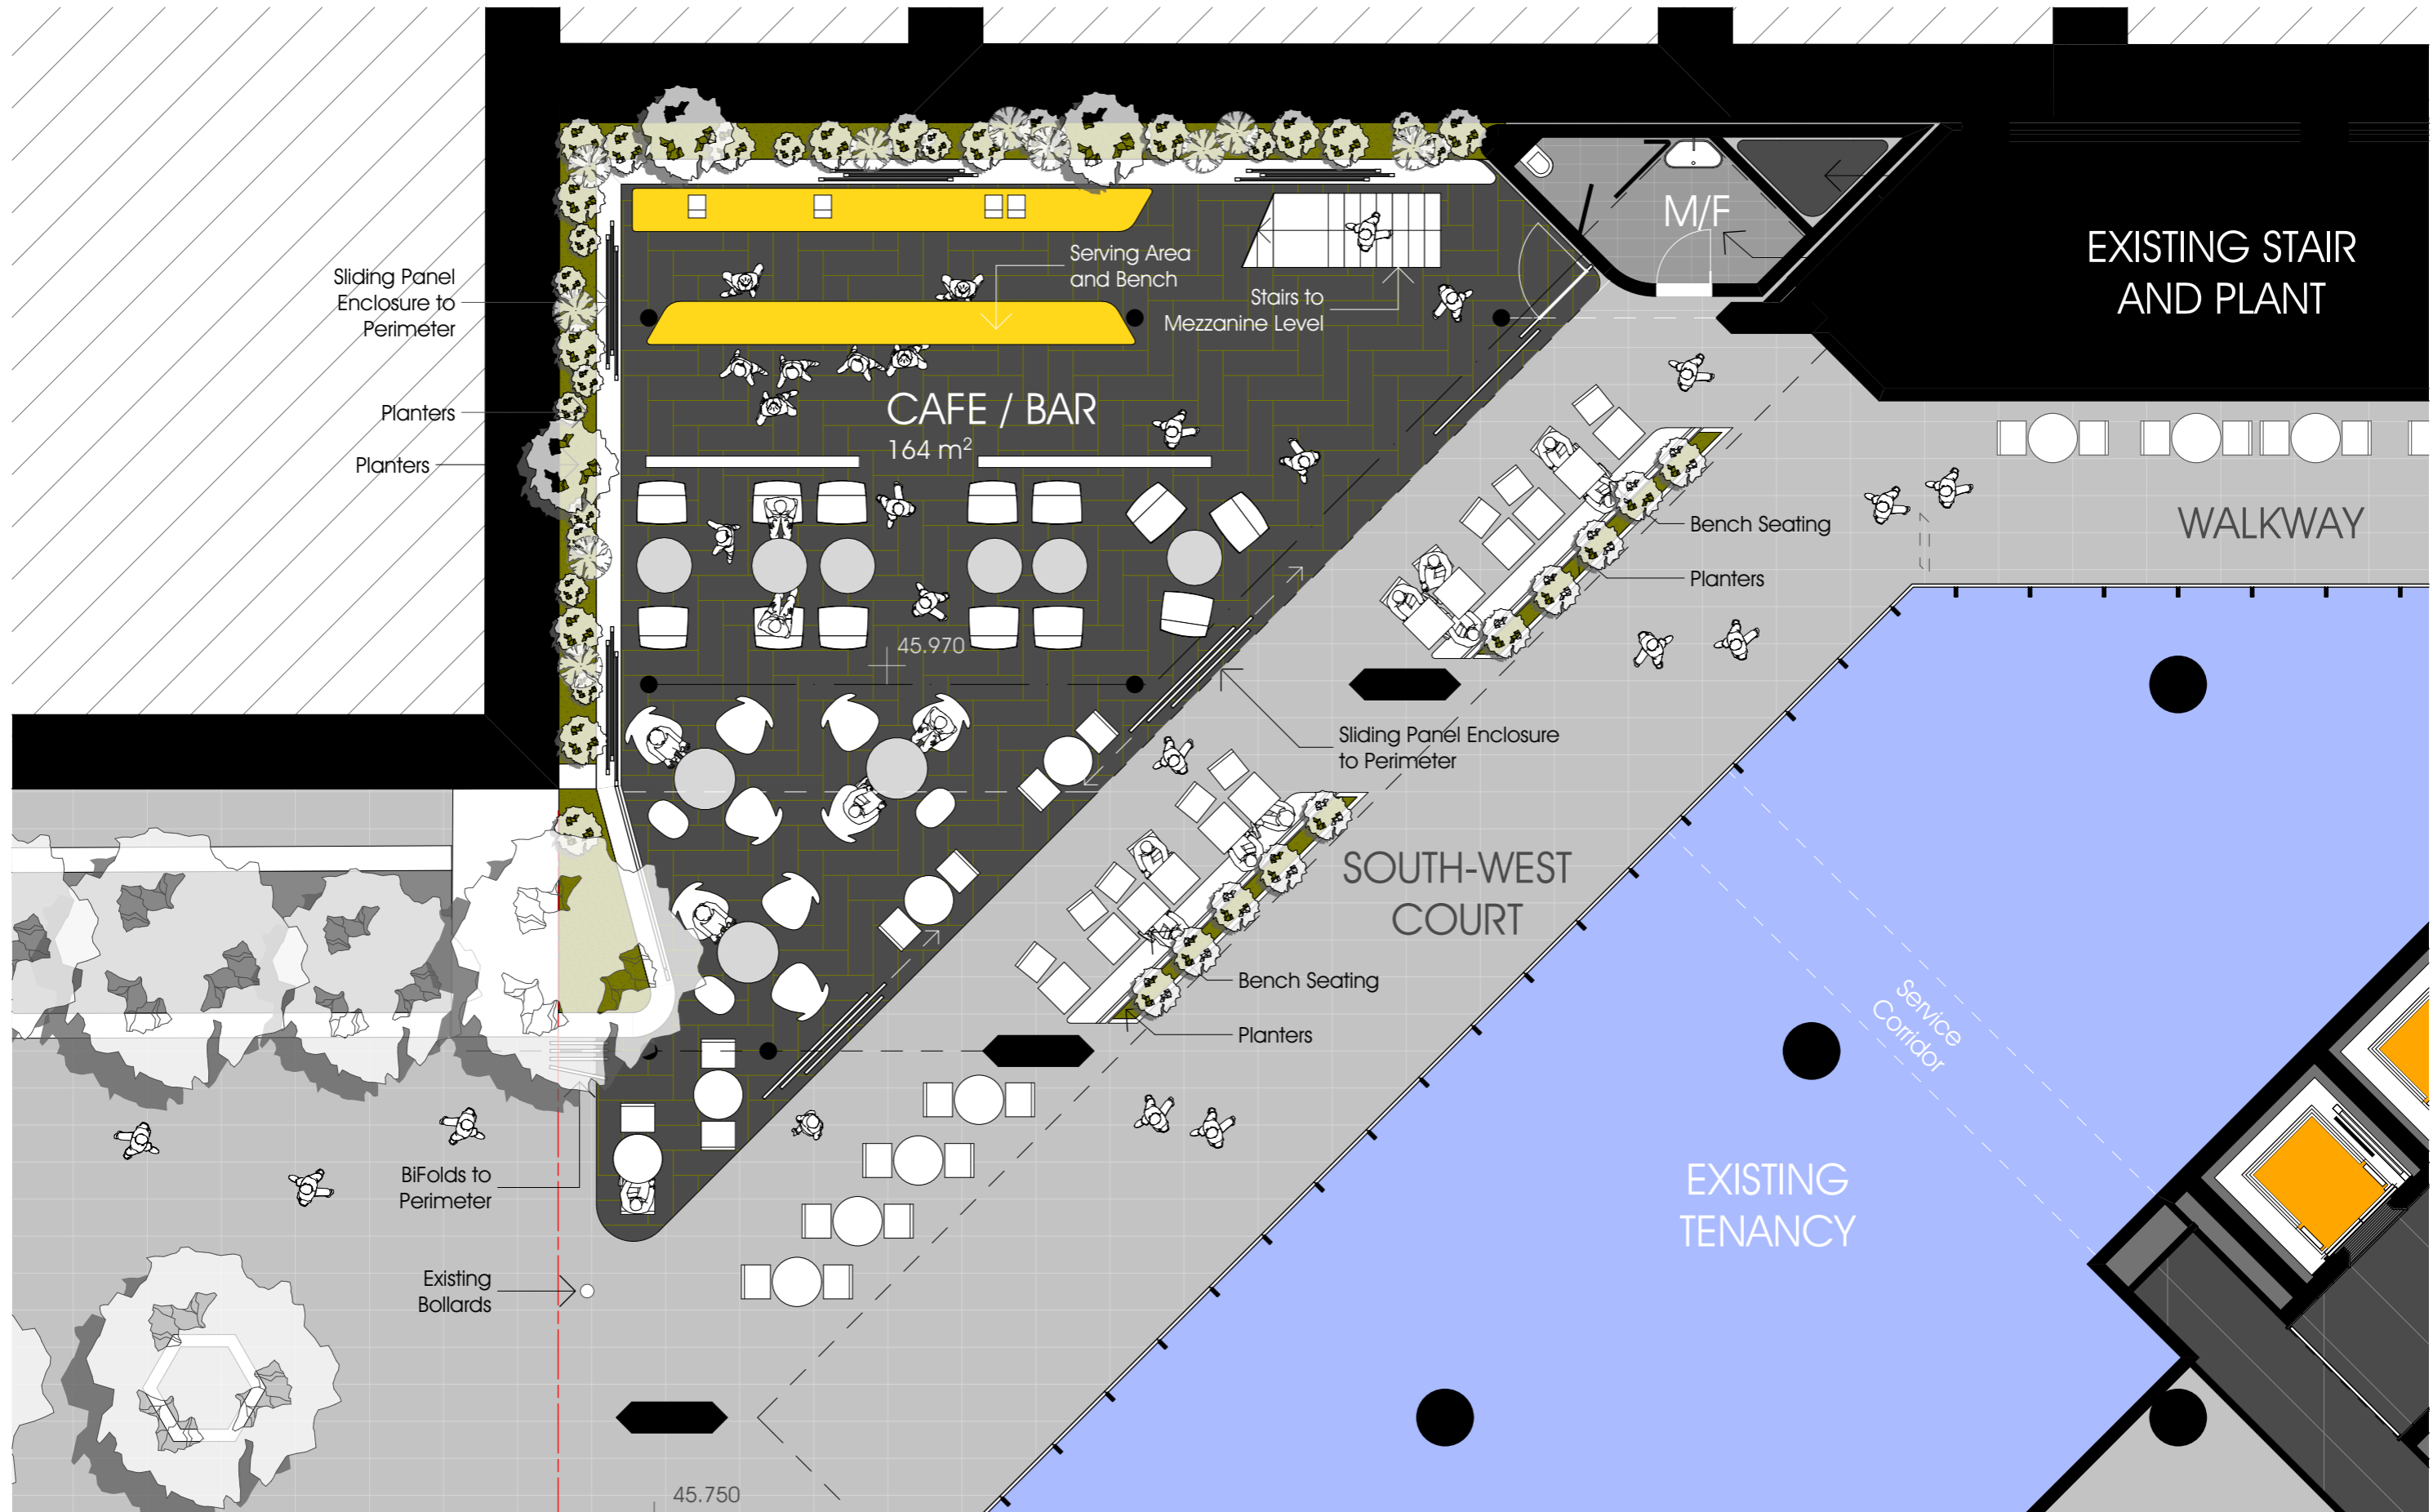 M/F
EXISTING STAIR
AND PLANT
Serving Area
and Bench
Sliding Panel
Enclosure to
Perimeter
Stairs to
Mezzanine Level
CAFE / BAR
164 m²
Planters
Planters
Bench Seating
WALKWAY
Planters
45.970
Sliding Panel Enclosure
to Perimeter
SOUTH-WEST
COURT
Bench Seating
Planters
Service
Corridor
BiFolds to
Perimeter
EXISTING
TENANCY
Existing
Bollards
45.750